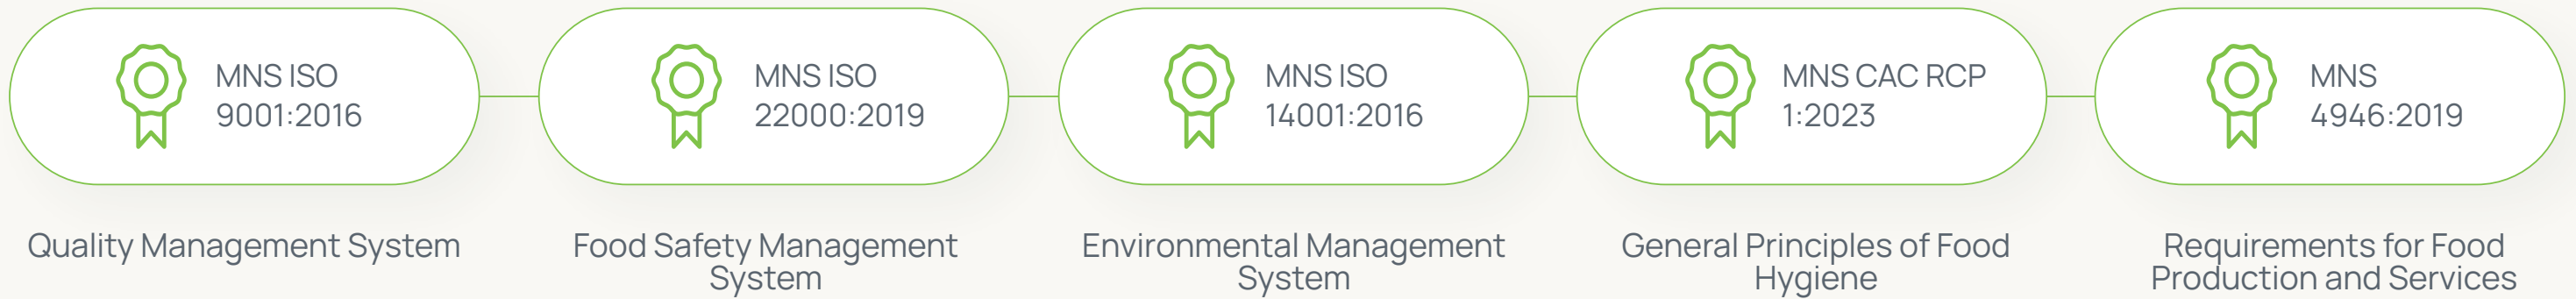 MNS ISO
9001:2016
Quality Management System
MNS ISO
22000:2019
Food Safety Management
System
MNS ISO
14001:2016
Environmental Management
System
MNS CAC RCP
1:2023
General Principles of Food
Hygiene
MNS
4946:2019
Requirements for Food
Production and Services